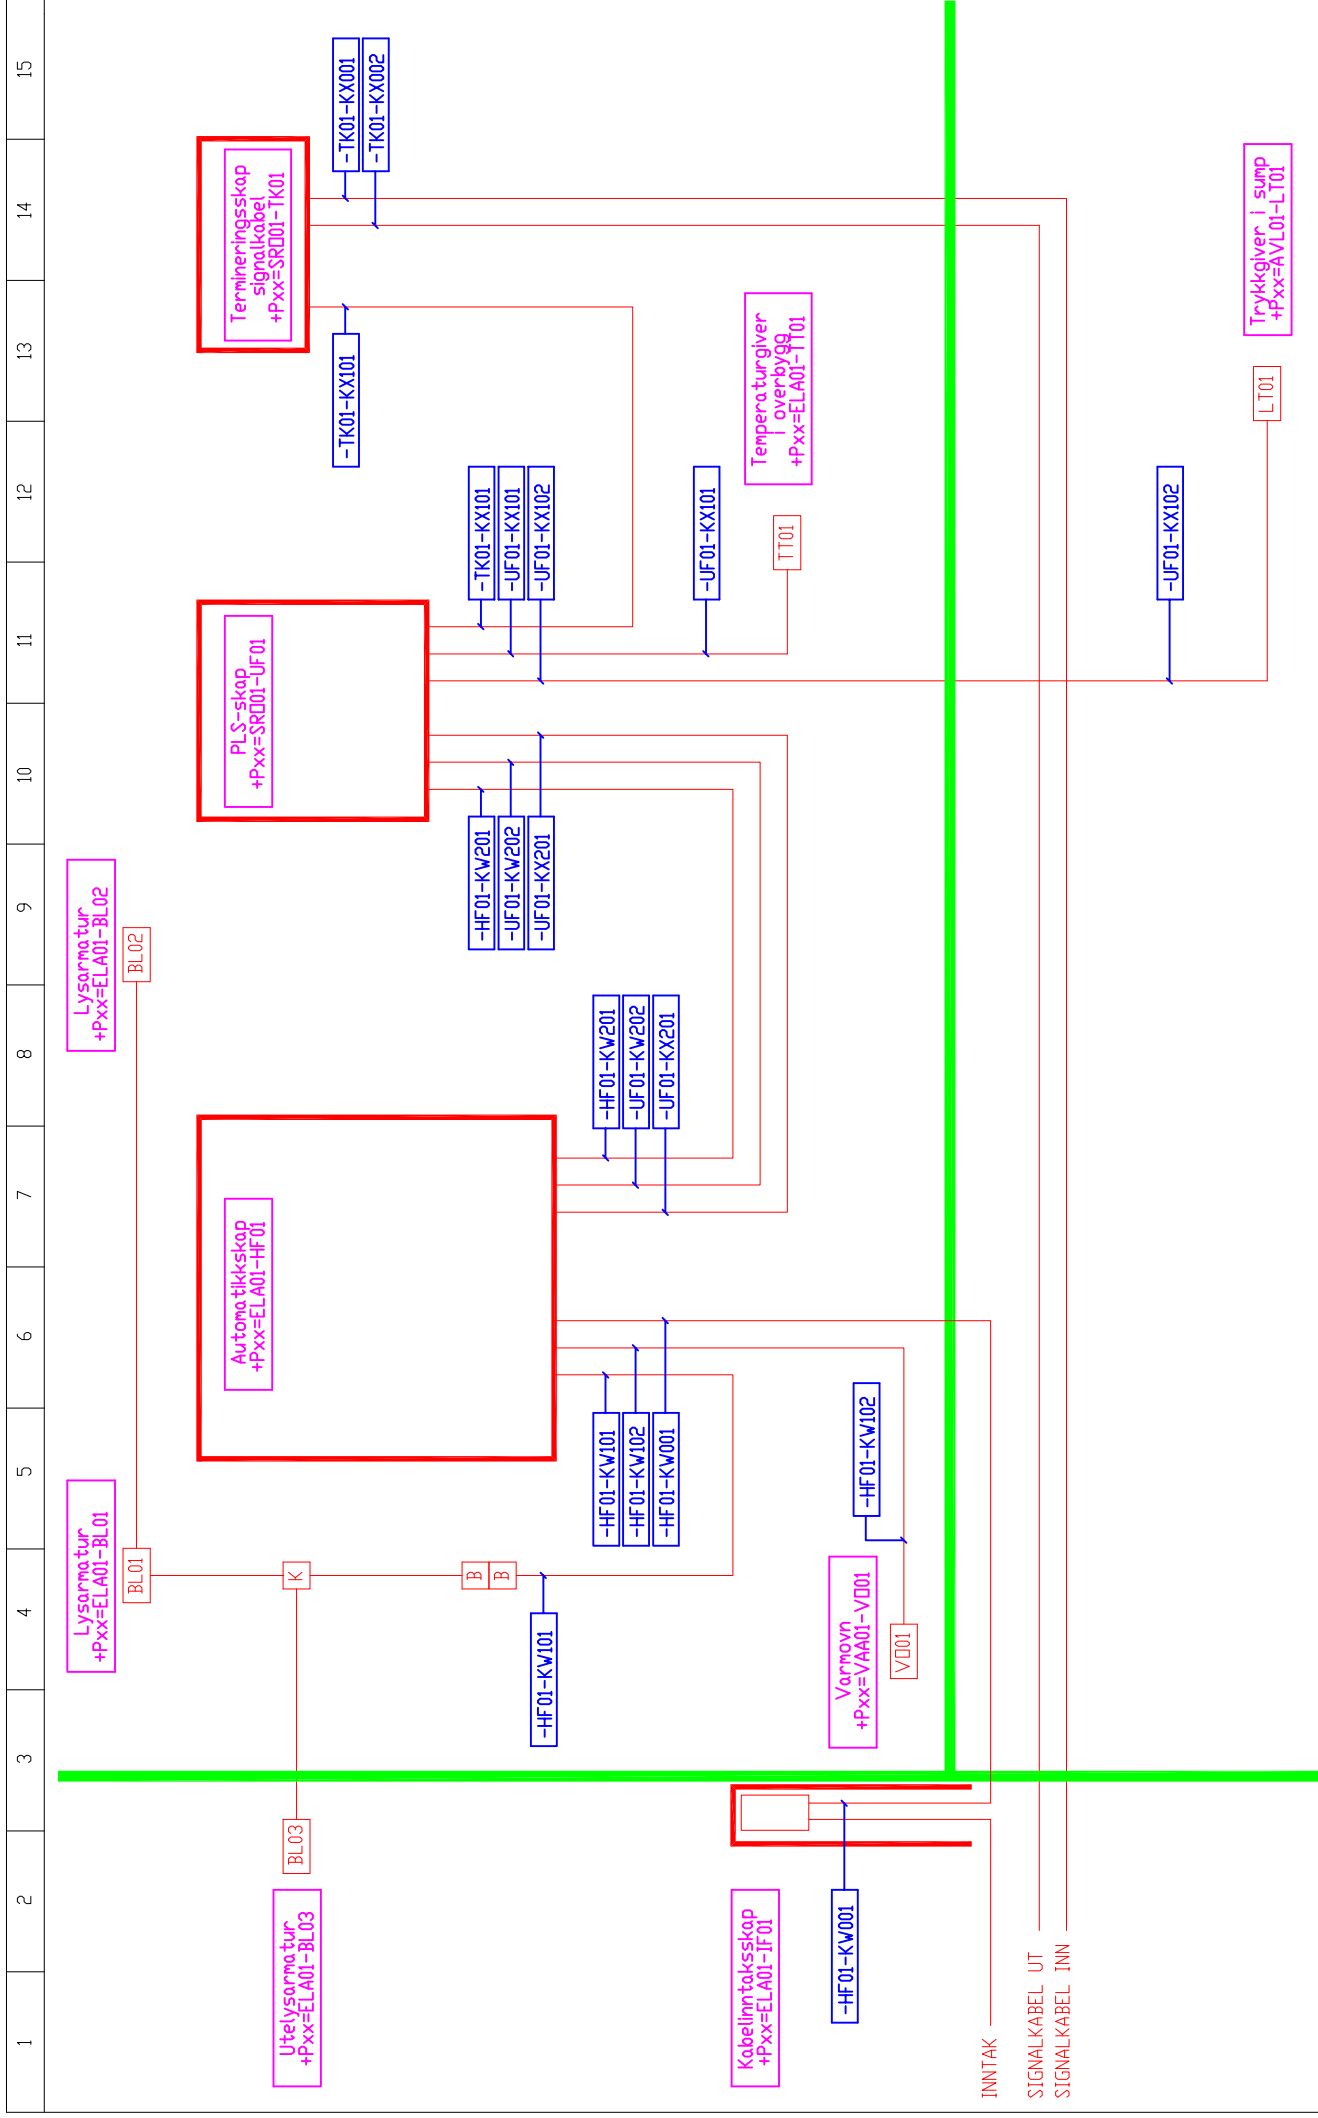 1
2
3
4
5
6
7
8
9
10
11
12
13
14
15
Lysarmatur
+Pxx=ELA01-BL01
BL01
Lysarmatur
+Pxx=ELA01-BL02
BL02
Utelysarmatur
+Pxx=ELA01-BL03
BL03
K
B
B
-HF01-KW101
Automatikkskap
+Pxx=ELA01-HF01
-HF01-KW101
-HF01-KW102
-HF01-KW001
-HF01-KW201
-UF01-KW202
-UF01-KX201
PLS-skap
+Pxx=SRO01-UF01
-HF01-KW201
-UF01-KW202
-UF01-KX201
-TK01-KX101
-UF01-KX101
-UF01-KX102
Termineringsskap
signalkabel
+Pxx=SRO01-TK01
-TK01-KX101
-TK01-KX001
-TK01-KX002
-UF01-KX101
Temperaturgiver
i overbygg
+Pxx=ELA01-TT01
TT01
Kabelinntaksskap
+Pxx=ELA01-IF01
-HF01-KW001
Varmovn
+Pxx=VAA01-VO01
VO01
-HF01-KW102
INNTAK
SIGNALKABEL UT
SIGNALKABEL INN
-UF01-KX102
Trykkgiver i sump
+Pxx=AVL01-LT01
LT01